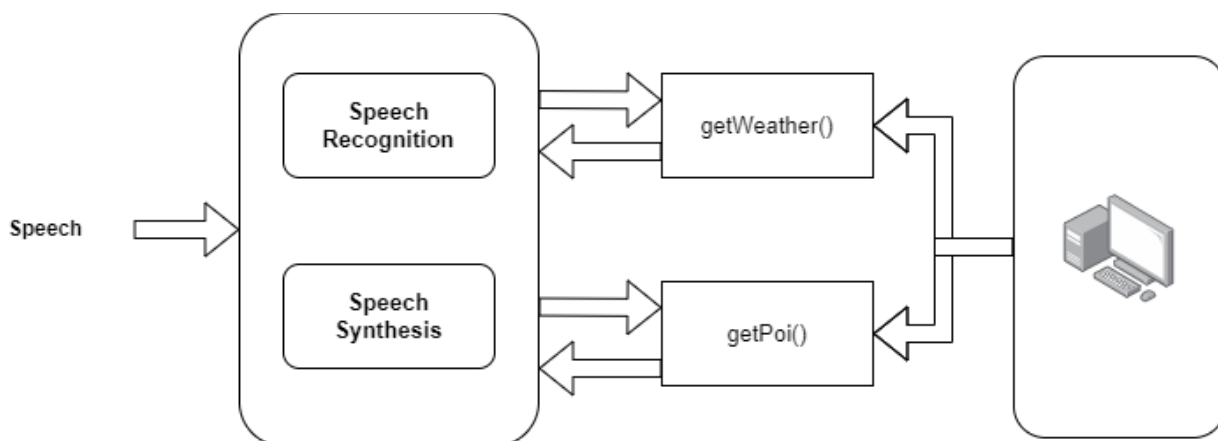 Speech
Speech
Recognition
Speech
Synthesis
getWeather()
getPoi()